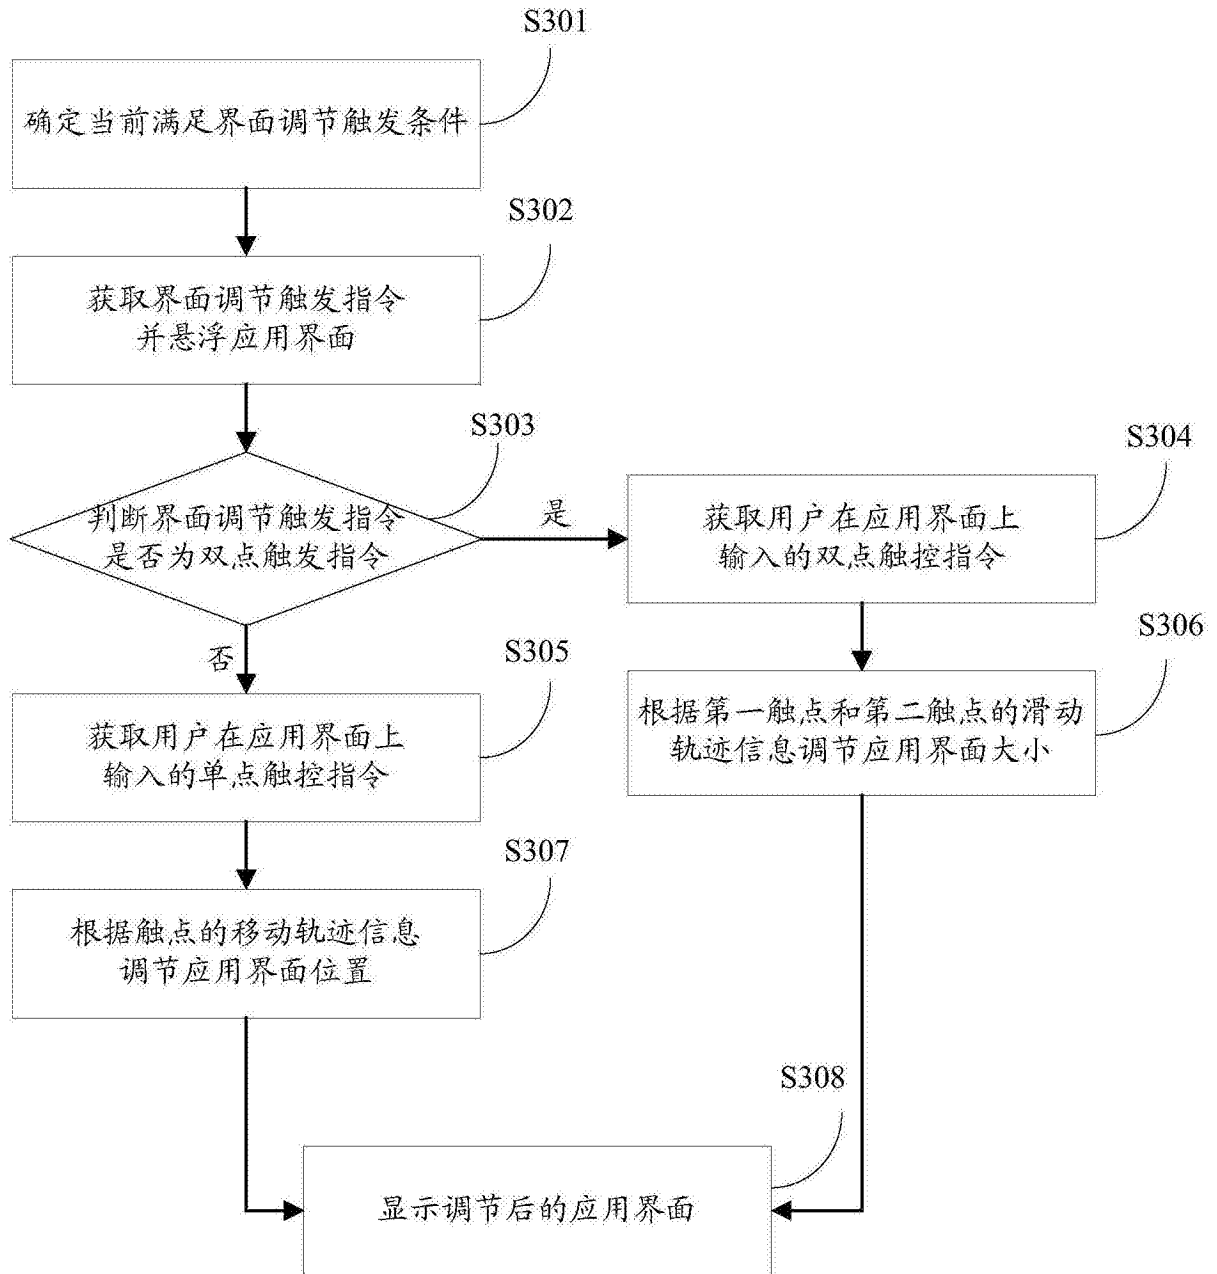 S301
确定当前满足界面调节触发条件
S302
获取界面调节触发指令
并悬浮应用界面
S303
判断界面调节触发指令
是否为双点触发指令
是
S304
获取用户在应用界面上
输入的双点触控指令
否
S305
获取用户在应用界面上
输入的单点触控指令
S306
根据第一触点和第二触点的滑动
轨迹信息调节应用界面大小
S307
根据触点的移动轨迹信息
调节应用界面位置
S308
显示调节后的应用界面